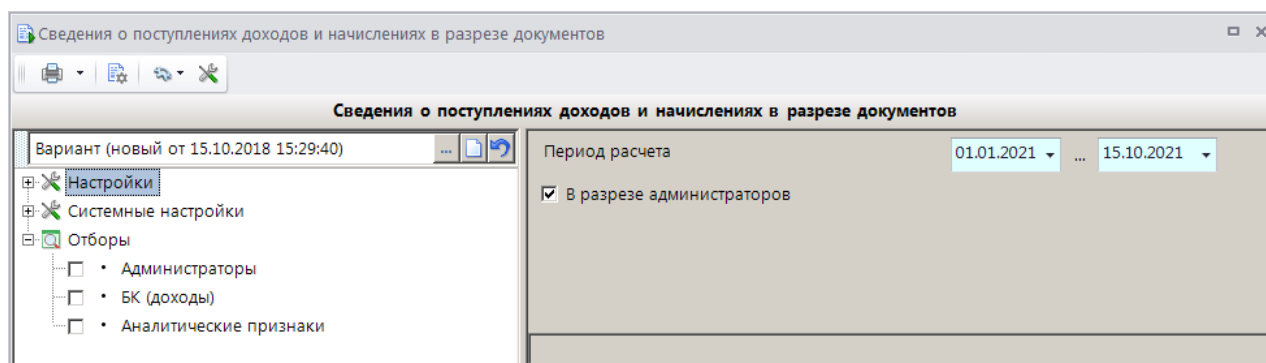 Сведения о поступлениях доходов и начислениях в разрезе документов
Сведения о поступлениях доходов и начислениях в разрезе документов
Вариант (новый от 15.10.2018 15:29:40) ...
Период расчета 01.01.2021 ... 15.10.2021
Настройки
В разрезе администраторов
Системные настройки
Отборы
• Администраторы
• БК (доходы)
• Аналитические признаки